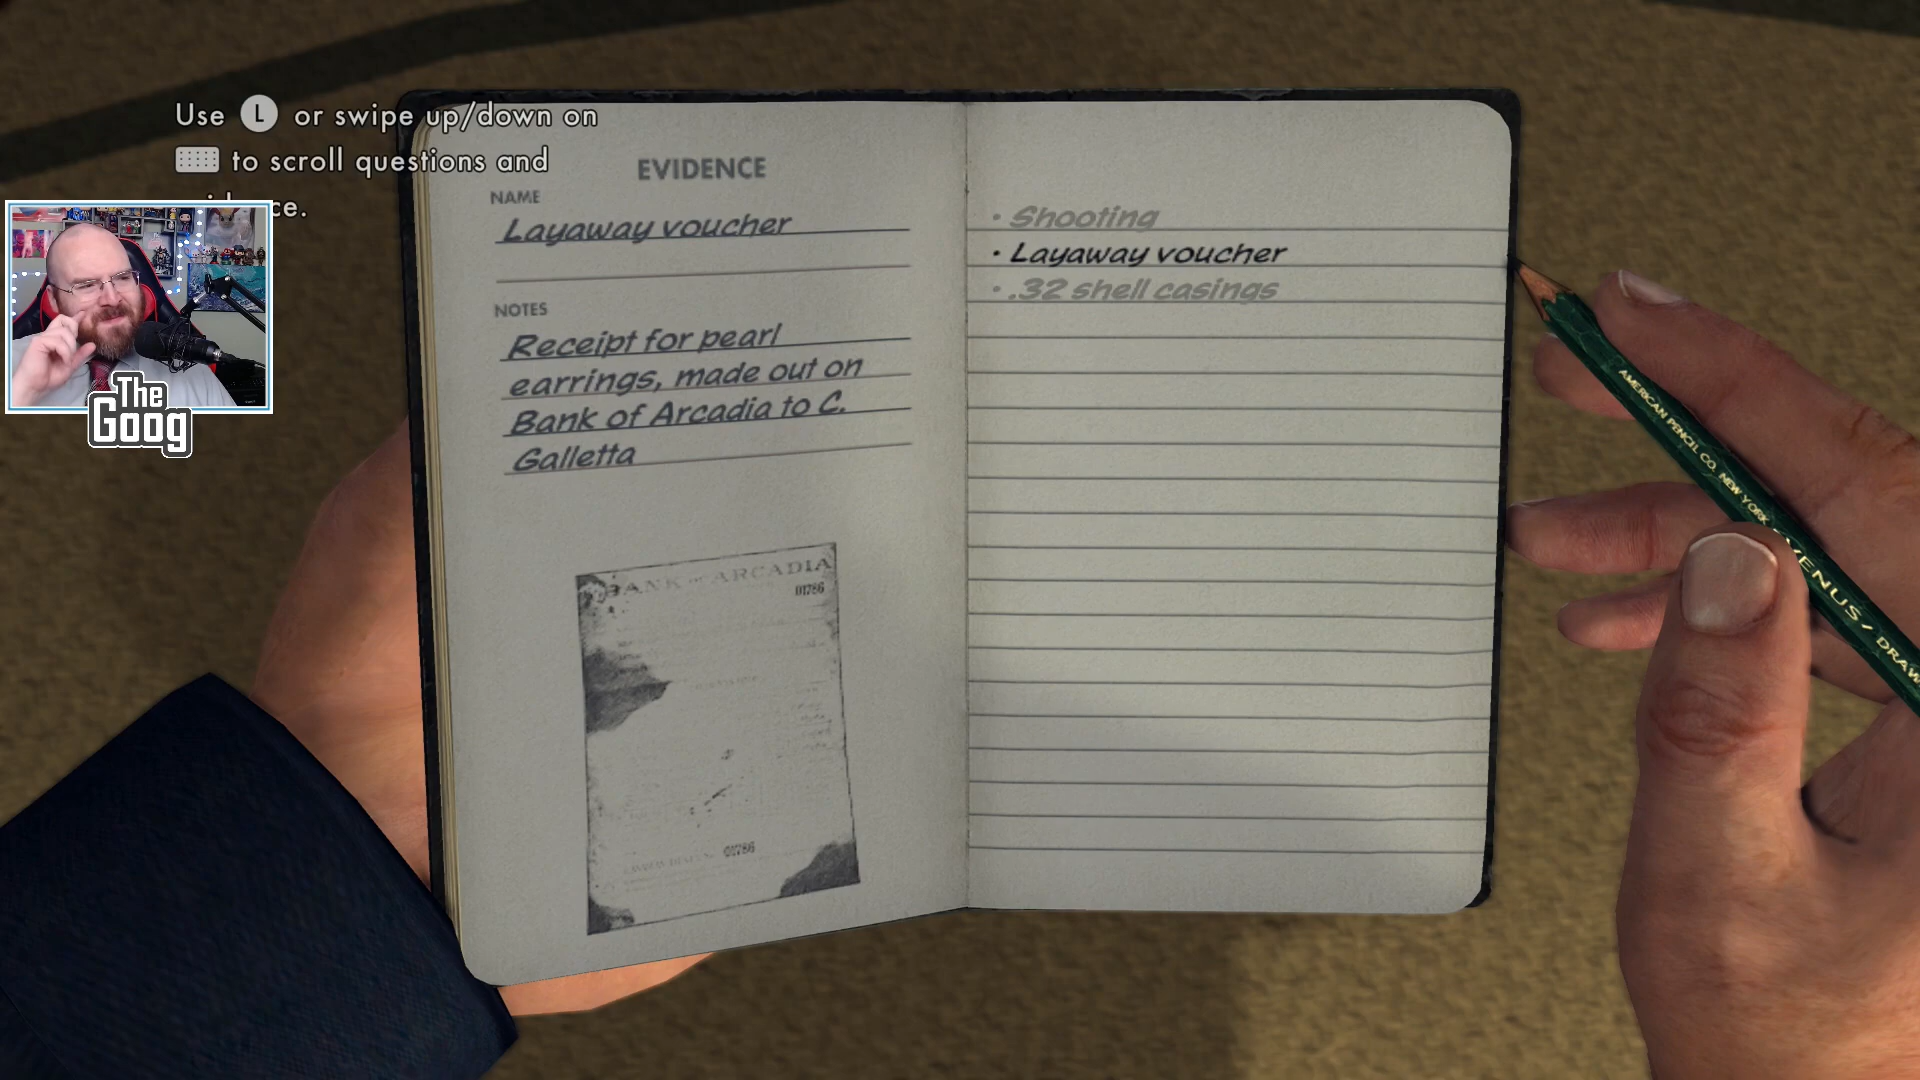 Use L or swipe up/down on
to scroll questions and
ce.
The
Goog
EVIDENCE
NAME
Layaway voucher
NOTES
Receipt for pearl
earrings, made out on
Bank of Arcadia to C.
Galletta
BANK OF ARCADIA
01786
01786
• Shooting
• Layaway voucher
• .32 shell casings
AMERICAN PENCIL CO. NEW YORK VENUS DRAW